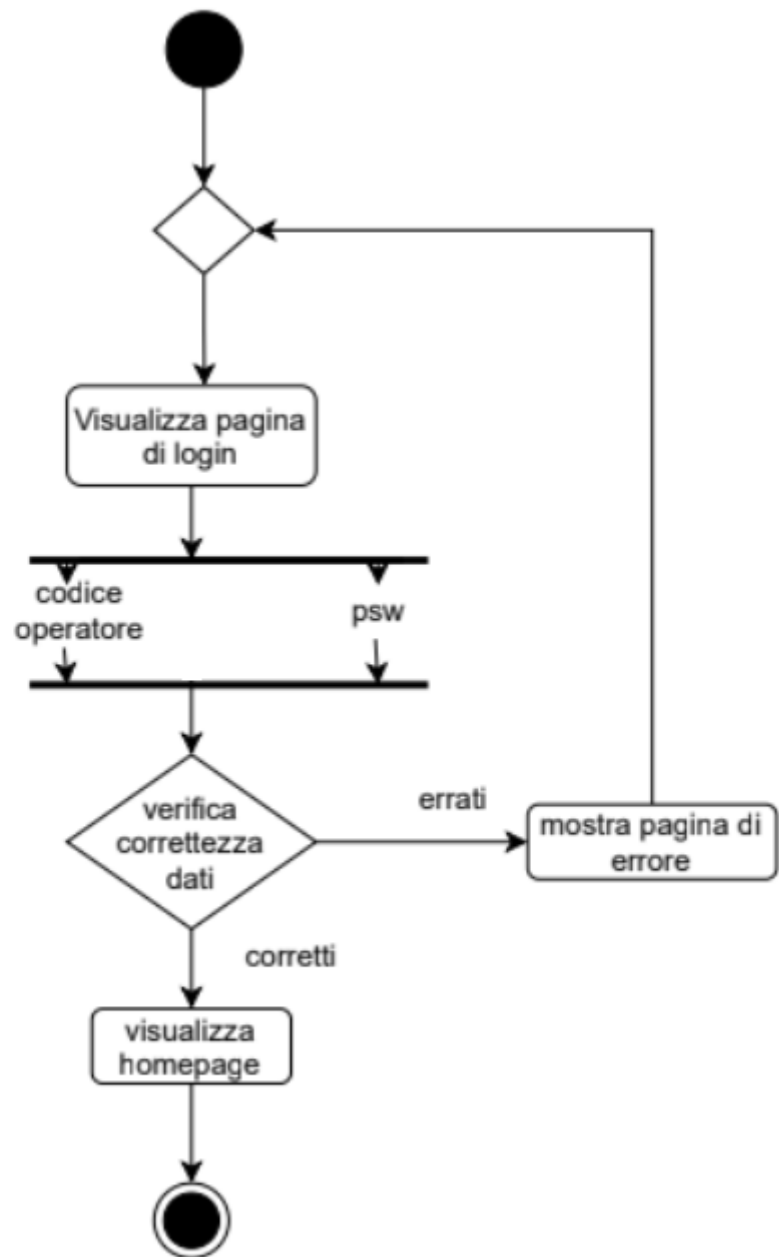 Visualizza pagina
di login
codice
operatore
psw
verifica
correttezza
dati
errati
mostra pagina di
errore
corretti
visualizza
homepage